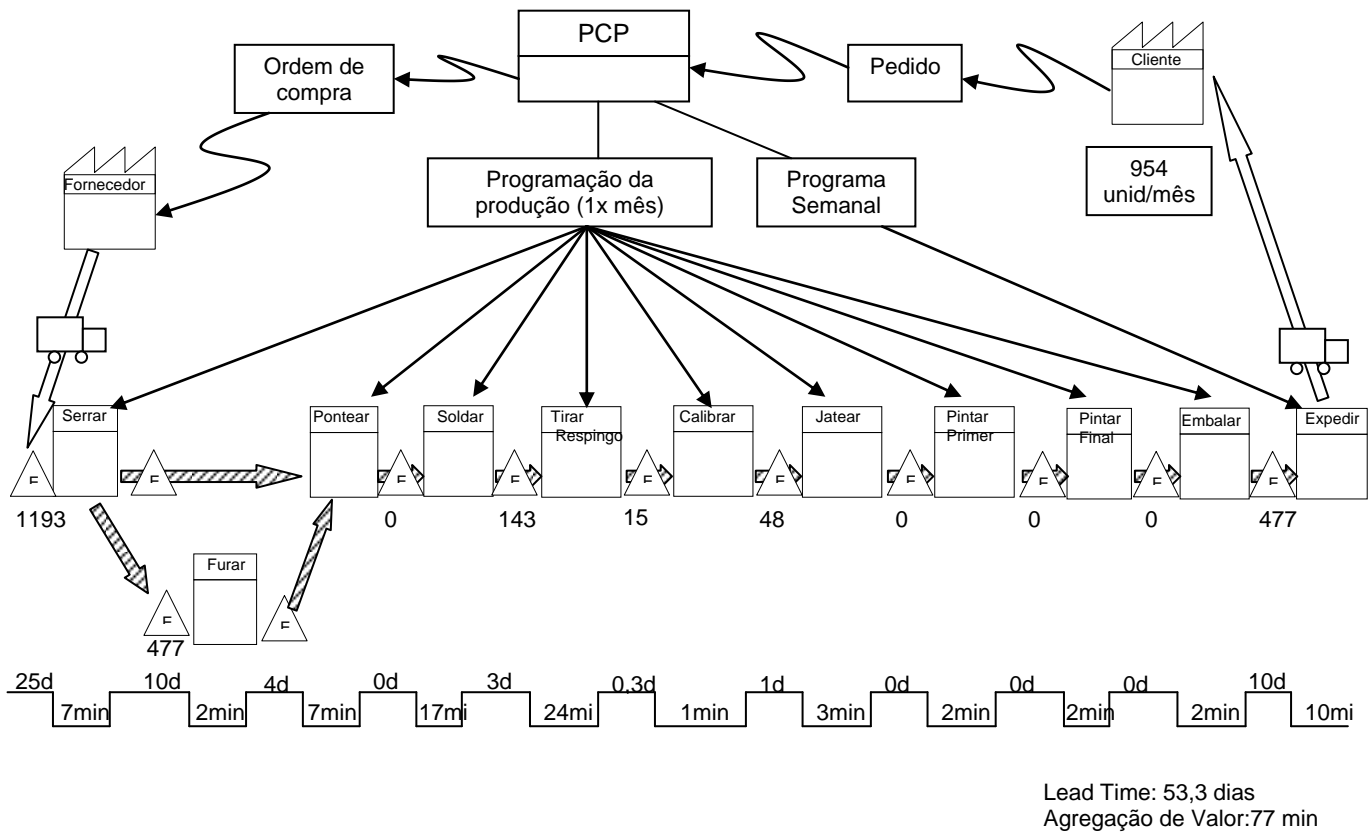 PCP
Ordem de
compra
Pedido
Cliente
Fornecedor
Programação da
produção (1x mês)
Programa
Semanal
954
unid/mês
Serrar
Pontear
Soldar
Tirar
Respingo
Calibrar
Jatear
Pintar
Primer
Pintar
Final
Embalar
Expedir
1193
0
143
15
48
0
0
0
477
Furar
477
25d
10d
4d
0d
3d
0,3d
1d
0d
0d
0d
10d
7min
2min
7min
17mi
24mi
1min
3min
2min
2min
2min
10mi
Lead Time: 53,3 dias
Agregação de Valor:77 min